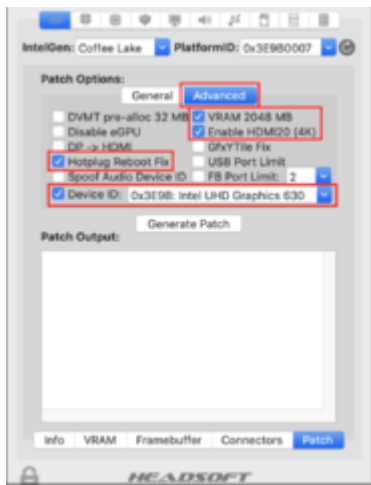 IntelGen: Coffee Lake PlatformID: 0x3E9B0007
Patch Options:
General Advanced
DVMT pre-alloc 32 MB VRAM 2048 MB
Disable eGPU Enable HDMI20 (4K)
DP -> HDMI GfxYTile Fix
Hotplug Reboot Fix USB Port Limit
Spoof Audio Device ID FB Port Limit: 2
Device ID: 0x3E9B: Intel UHD Graphics 630
Generate Patch
Patch Output:
Info VRAM Framebuffer Connectors Patch
HEADSOFT